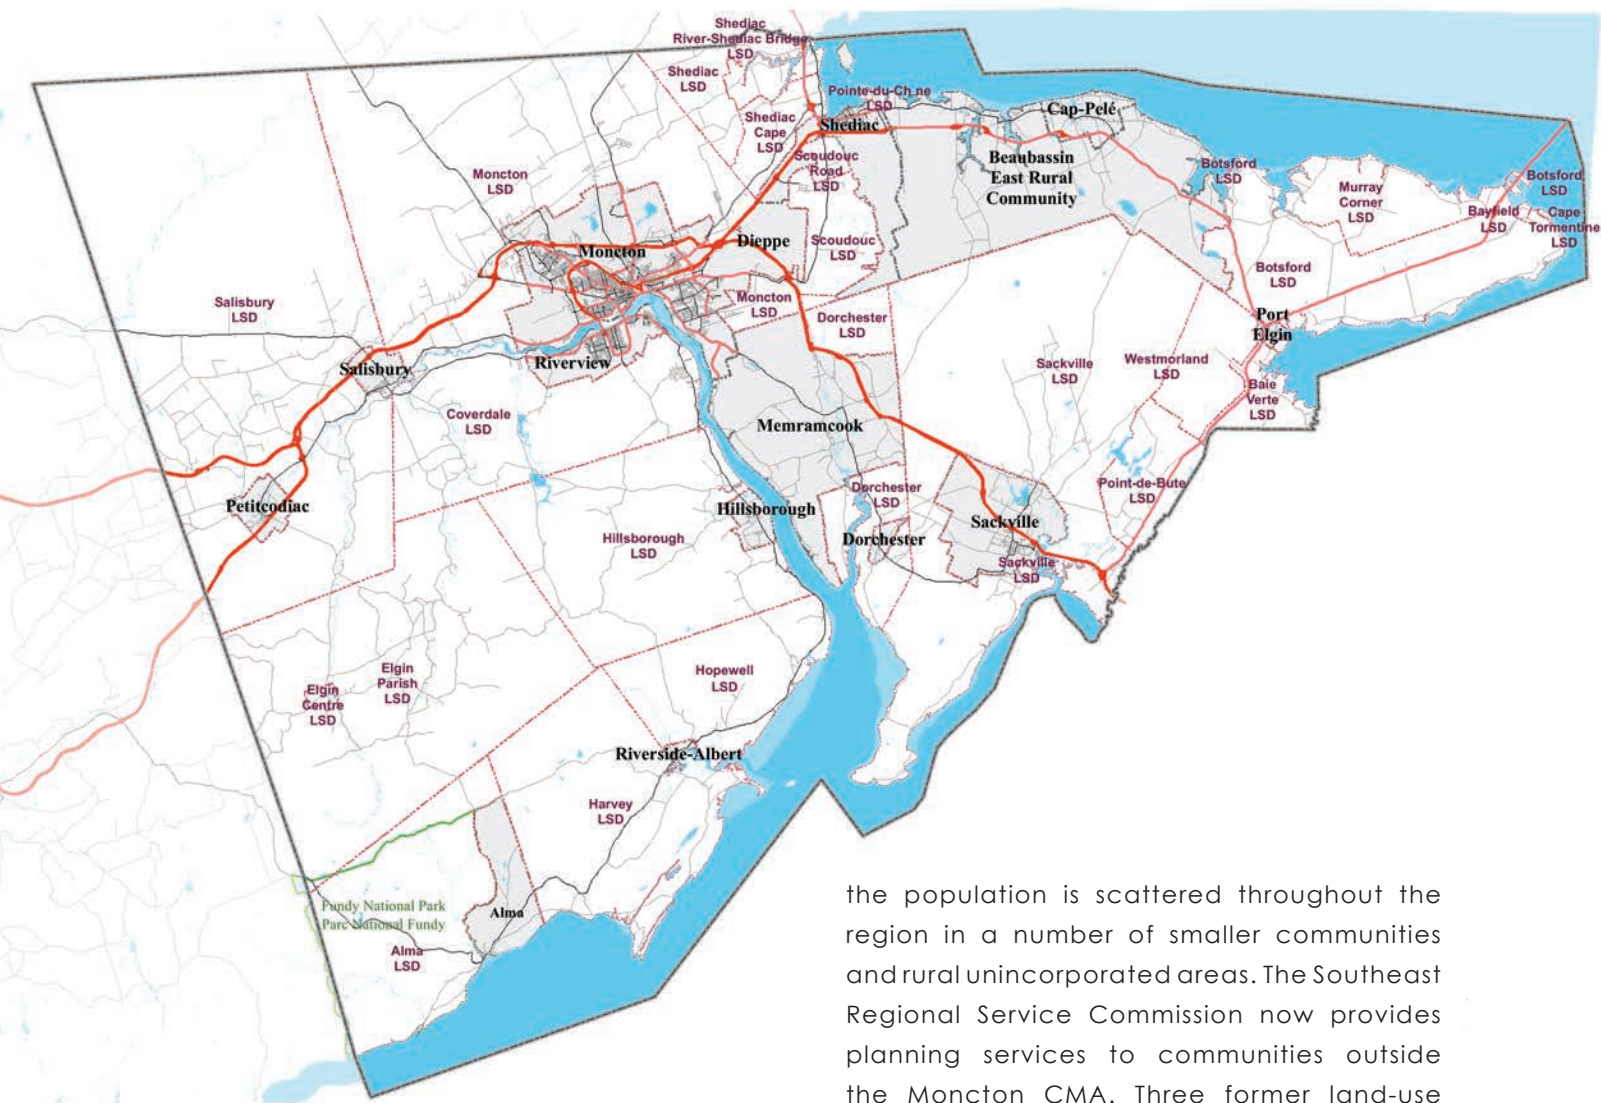 Shediac
River-Shediac Bridge
LSD
Shediac
LSD
Pointe-du-Ch ne
LSD
Shediac
Cape
LSD
Shediac
Cap-Pelé
Scoudouc
Road
LSD
Beaubassin
East Rural
Community
Moncton
LSD
Botsford
LSD
Murray
Corner
LSD
Botsford
LSD
Bayfield
LSD
Cape
Tormentine
LSD
Moncton
Dieppe
Scoudouc
LSD
Botsford
LSD
Salisbury
LSD
Moncton
LSD
Dorchester
LSD
Port
Elgin
Salisbury
Riverview
Sackville
LSD
Westmorland
LSD
Baie
Verte
LSD
Coverdale
LSD
Memramcook
Petitcodiac
Hillsborough
Dorchester
LSD
Point-de-Bute
LSD
Hillsborough
LSD
Dorchester
Sackville
Sackville
LSD
Elgin
Centre
LSD
Elgin
Parish
LSD
Hopewell
LSD
Riverside-Albert
Harvey
LSD
Fundy National Park
Parc National Fundy
Alma
Alma
LSD
the population is scattered throughout the
region in a number of smaller communities
and rural unincorporated areas. The Southeast
Regional Service Commission now provides
planning services to communities outside
the Moncton CMA. Three former land-use